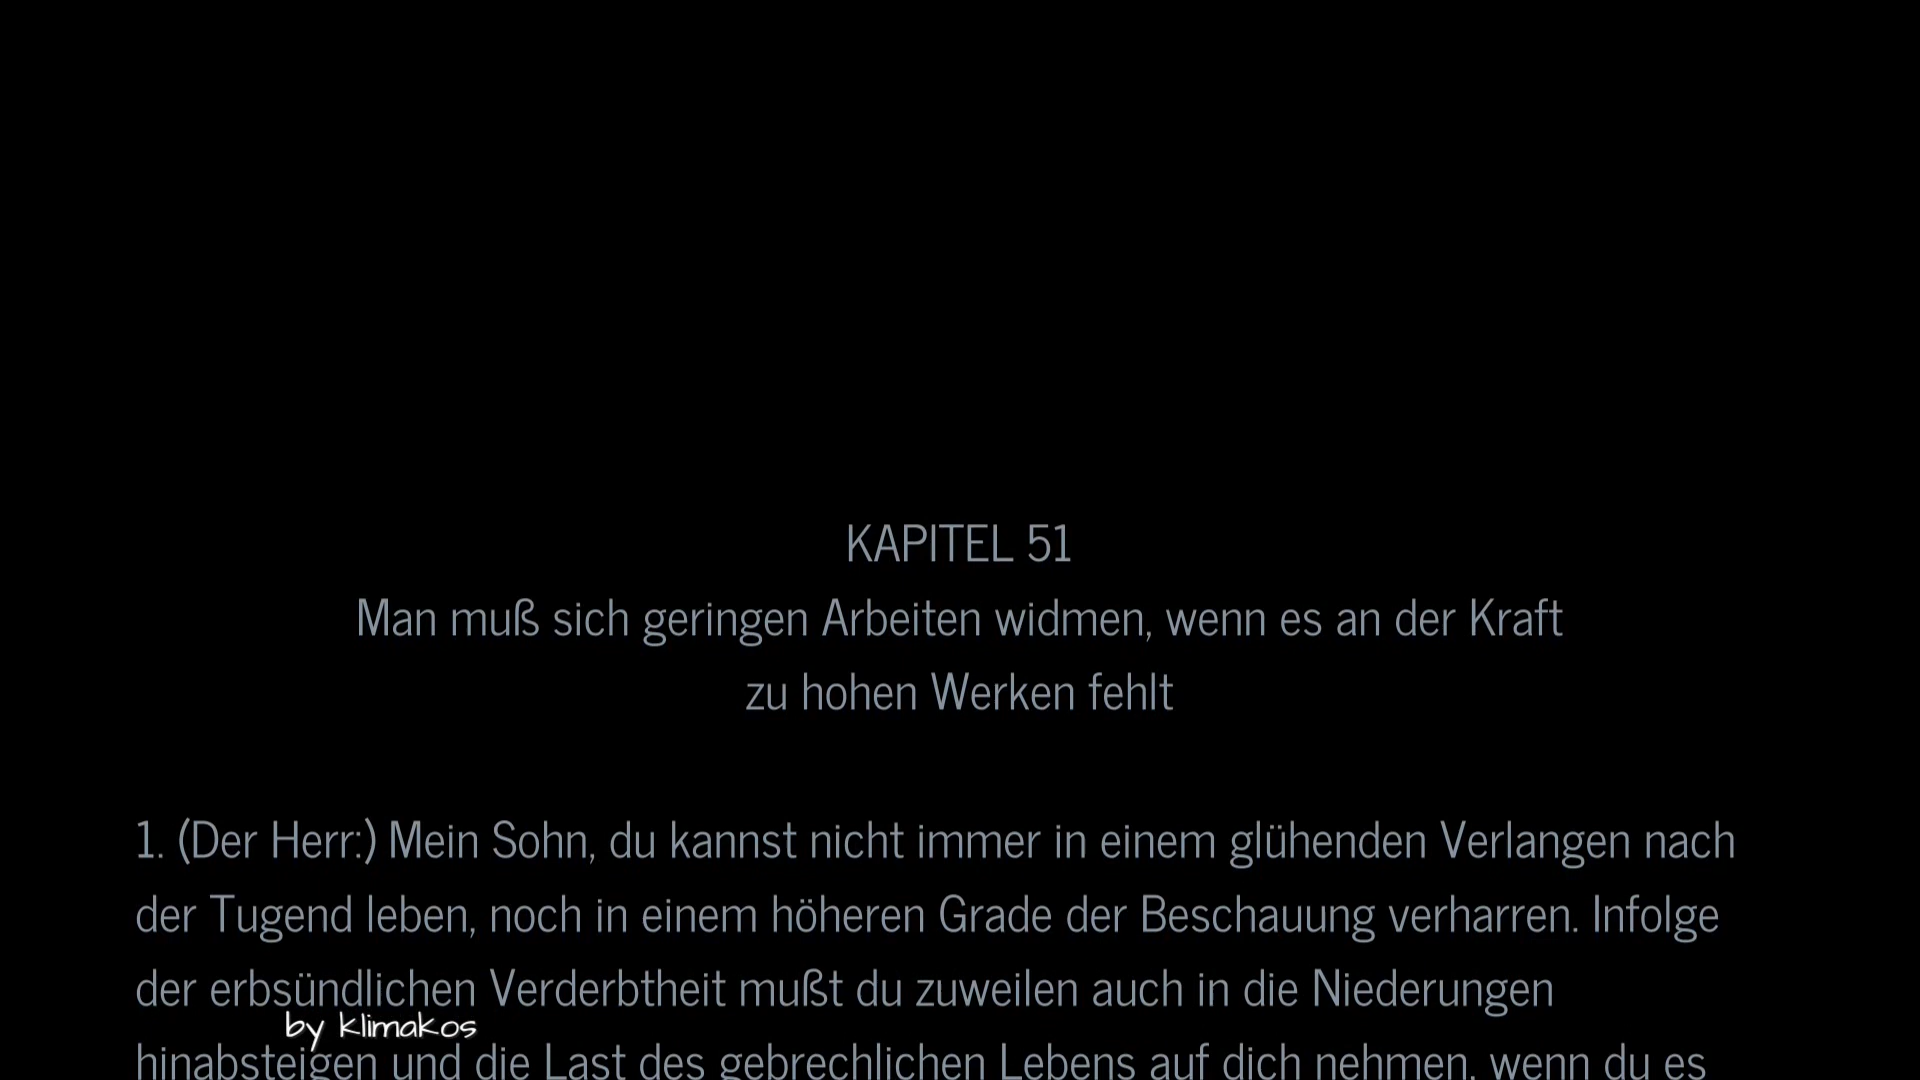 KAPITEL 51
Man muß sich geringen Arbeiten widmen, wenn es an der Kraft
zu hohen Werken fehlt
1. (Der Herr:) Mein Sohn, du kannst nicht immer in einem glühenden Verlangen nach
der Tugend leben, noch in einem höheren Grade der Beschauung verharren. Infolge
der erbsündlichen Verderbtheit mußt du zuweilen auch in die Niederungen
by klimakos
hinabsteigen und die Last des gebrechlichen Lebens auf dich nehmen, wenn du es